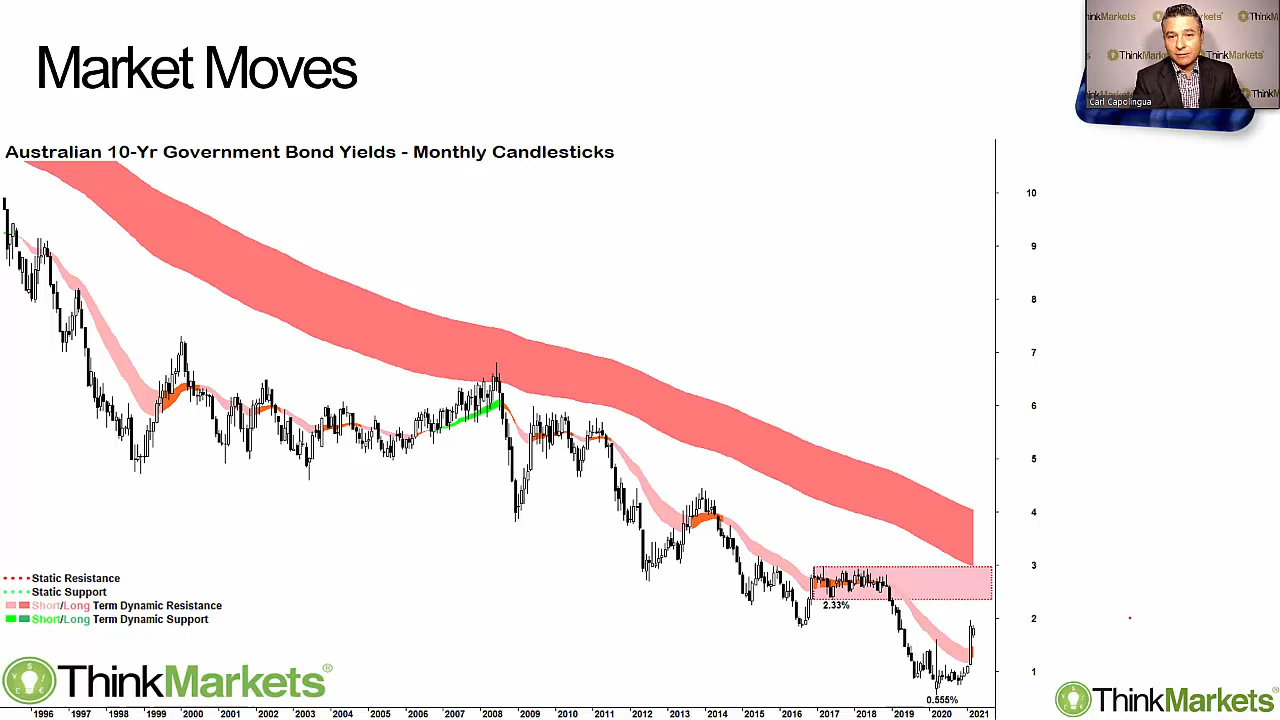 Market Moves
Carl Capolingua
Australian 10-Yr Government Bond Yields - Monthly Candlesticks
10
9
8
7
6
5
4
3
2
1
2.33%
0.555%
Static Resistance
Static Support
Short/Long Term Dynamic Resistance
Short/Long Term Dynamic Support
1996 1997 1998 1999 2000 2001 2002 2003 2004 2005 2006 2007 2008 2009 2010 2011 2012 2013 2014 2015 2016 2017 2018 2019 2020 2021
ThinkMarkets®
ThinkMarkets®